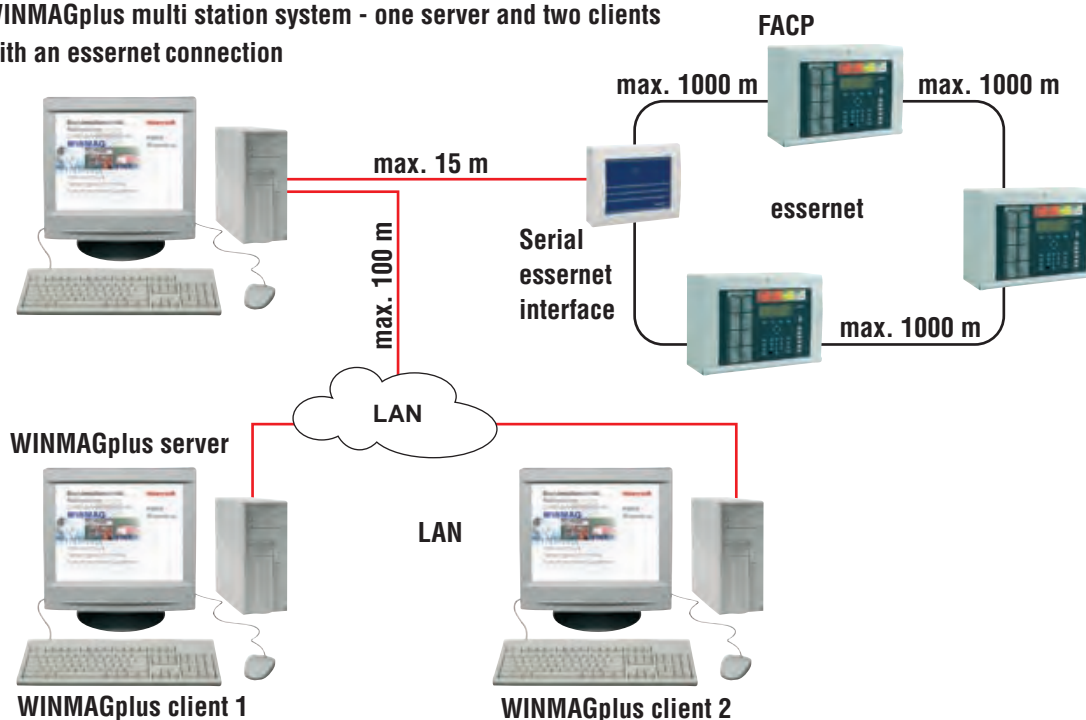 WINMAGplus multi station system - one server and two clients
with an essernet connection
FACP
max. 1000 m
max. 1000 m
max. 15 m
essernet
Serial
essernet
interface
max. 100 m
max. 1000 m
LAN
WINMAGplus server
LAN
WINMAGplus client 1
WINMAGplus client 2